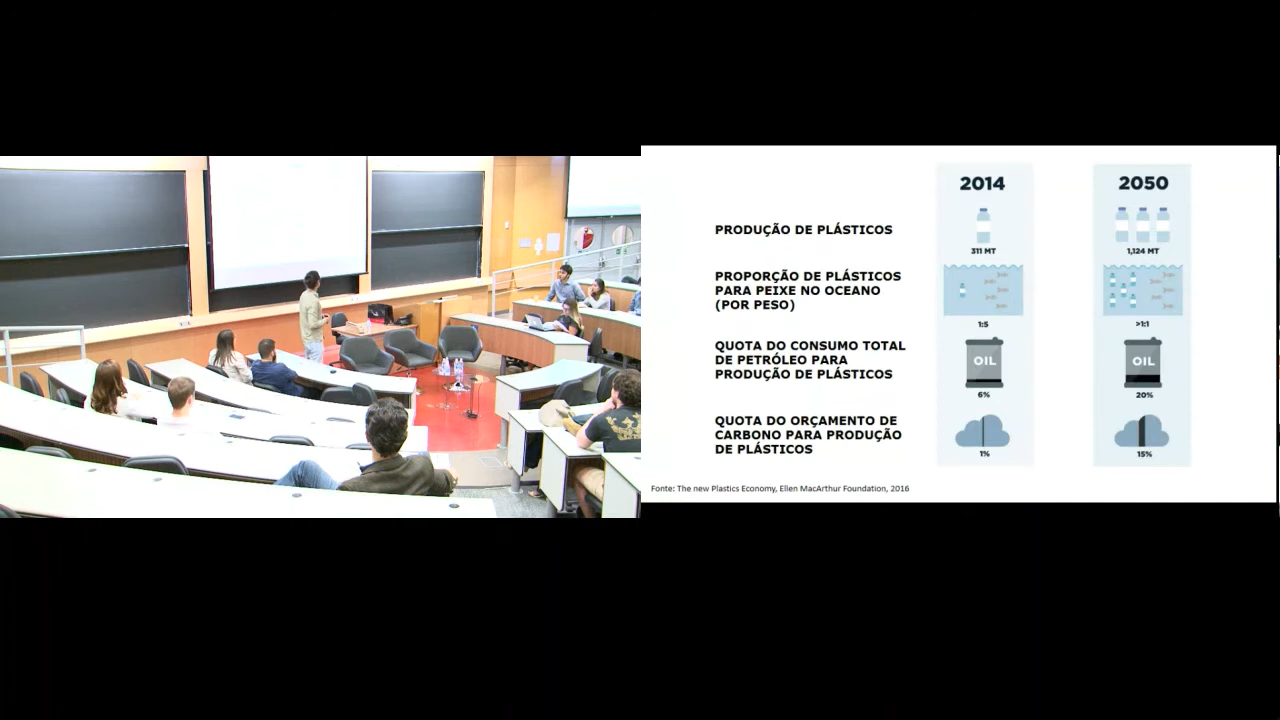 2014
2050
PRODUÇÃO DE PLÁSTICOS
311 MT
1,124 MT
PROPORÇÃO DE PLÁSTICOS
PARA PEIXE NO OCEANO
(POR PESO)
1:5
>1:1
QUOTA DO CONSUMO TOTAL
DE PETRÓLEO PARA
PRODUÇÃO DE PLÁSTICOS
OIL
OIL
6%
20%
QUOTA DO ORÇAMENTO DE
CARBONO PARA PRODUÇÃO
DE PLÁSTICOS
1%
15%
Fonte: The new Plastics Economy, Ellen MacArthur Foundation, 2016